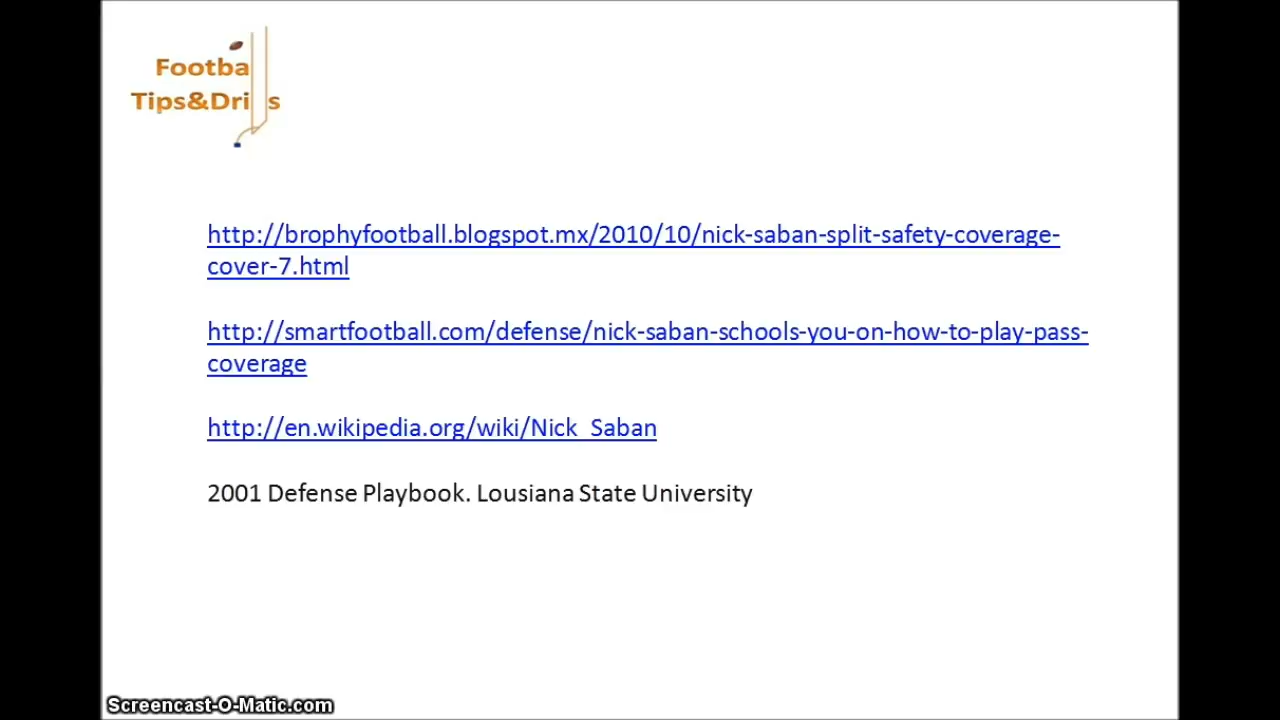 Footba
Tips&Dri s
http://brophyfootball.blogspot.mx/2010/10/nick-saban-split-safety-coverage-
cover-7.html
http://smartfootball.com/defense/nick-saban-schools-you-on-how-to-play-pass-
coverage
http://en.wikipedia.org/wiki/Nick_Saban
2001 Defense Playbook. Lousiana State University
Screencast-O-Matic.com